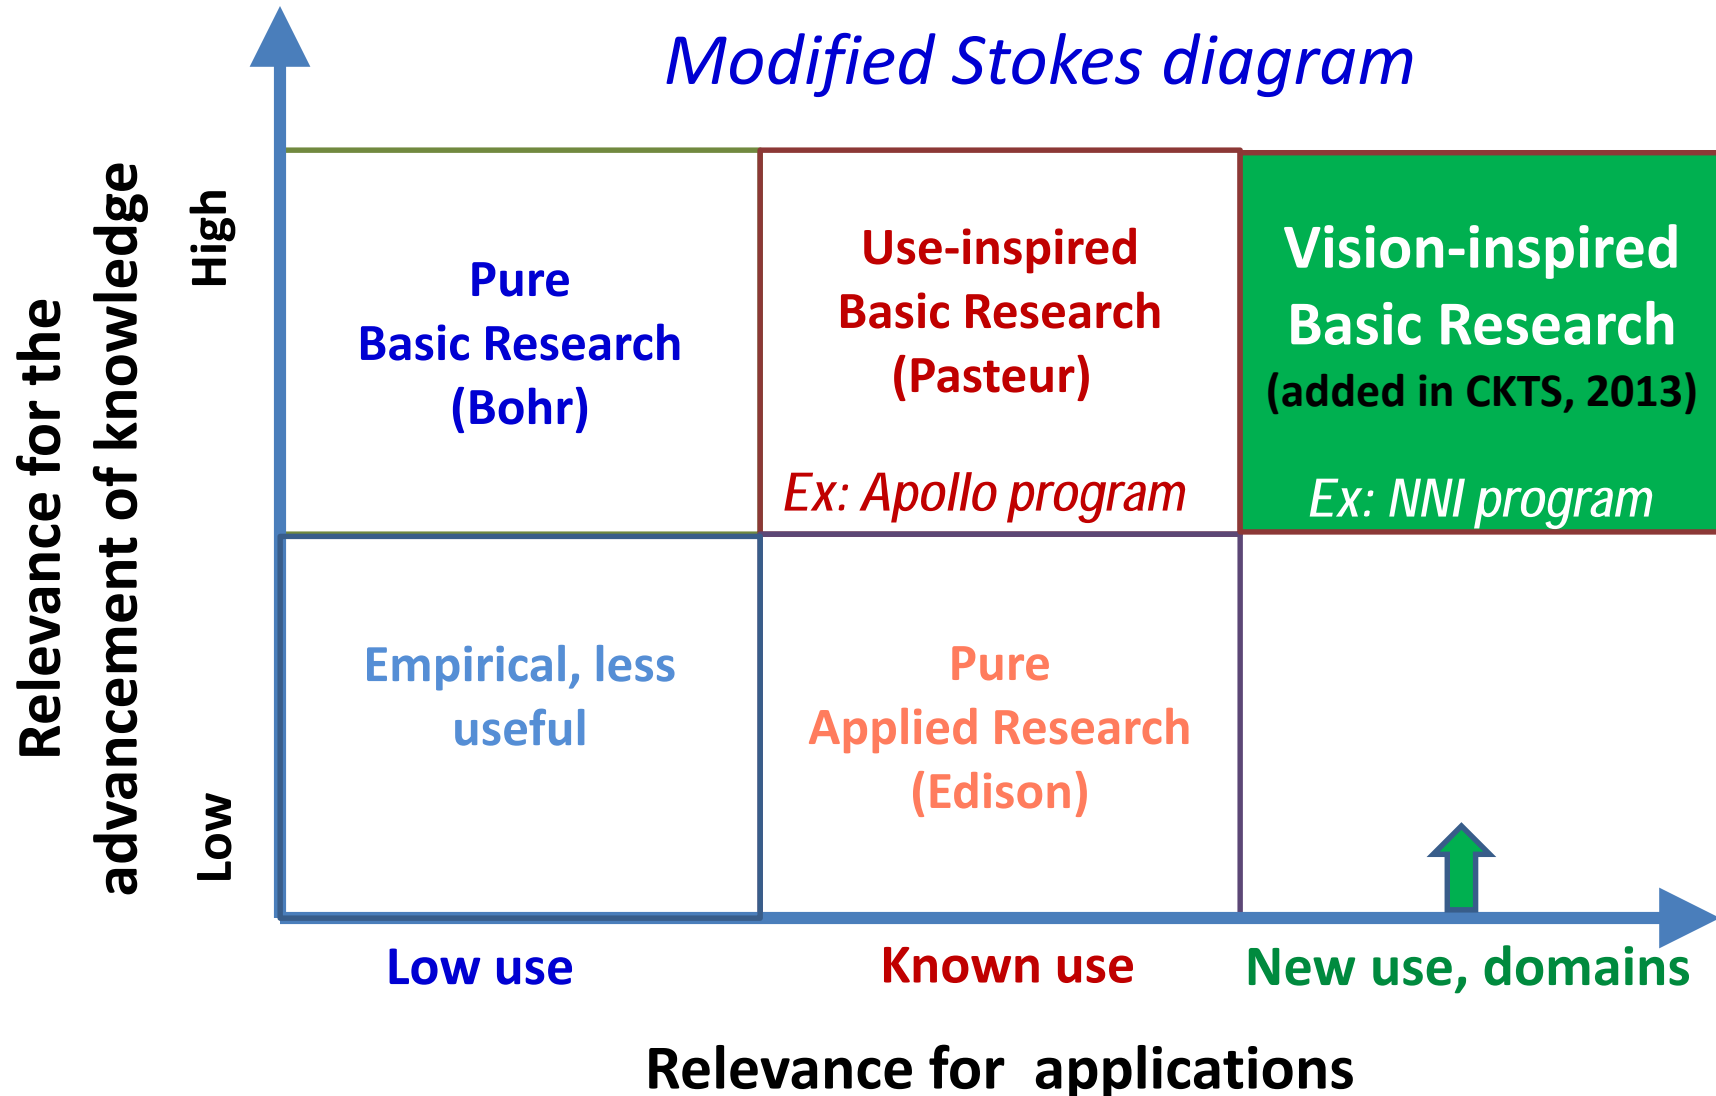 Modified Stokes diagram
Relevance for the
advancement of knowledge
High
Low
Pure
Basic Research
(Bohr)
Use-inspired
Basic Research
(Pasteur)
Ex: Apollo program
Vision-inspired
Basic Research
(added in CKTS, 2013)
Ex: NNI program
Empirical, less
useful
Pure
Applied Research
(Edison)
Low use
Known use
New use, domains
Relevance for applications